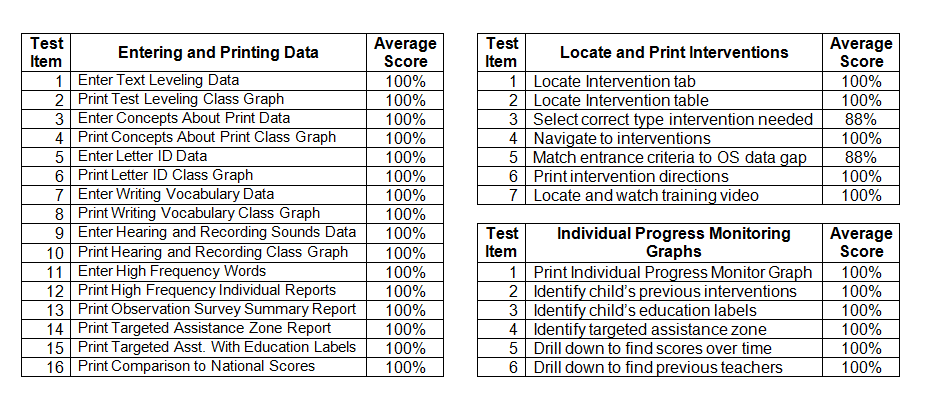 Test Item Entering and Printing Data Average Score
1 Enter Text Leveling Data 100%
2 Print Test Leveling Class Graph 100%
3 Enter Concepts About Print Data 100%
4 Print Concepts About Print Class Graph 100%
5 Enter Letter ID Data 100%
6 Print Letter ID Class Graph 100%
7 Enter Writing Vocabulary Data 100%
8 Print Writing Vocabulary Class Graph 100%
9 Enter Hearing and Recording Sounds Data 100%
10 Print Hearing and Recording Class Graph 100%
11 Enter High Frequency Words 100%
12 Print High Frequency Individual Reports 100%
13 Print Observation Survey Summary Report 100%
14 Print Targeted Assistance Zone Report 100%
15 Print Targeted Asst. With Education Labels 100%
16 Print Comparison to National Scores 100%
Test Item Locate and Print Interventions Average Score
1 Locate Intervention tab 100%
2 Locate Intervention table 100%
3 Select correct type intervention needed 88%
4 Navigate to interventions 100%
5 Match entrance criteria to OS data gap 88%
6 Print intervention directions 100%
7 Locate and watch training video 100%
Test Item Individual Progress Monitoring Graphs Average Score
1 Print Individual Progress Monitor Graph 100%
2 Identify child's previous interventions 100%
3 Identify child's education labels 100%
4 Identify targeted assistance zone 100%
5 Drill down to find scores over time 100%
6 Drill down to find previous teachers 100%